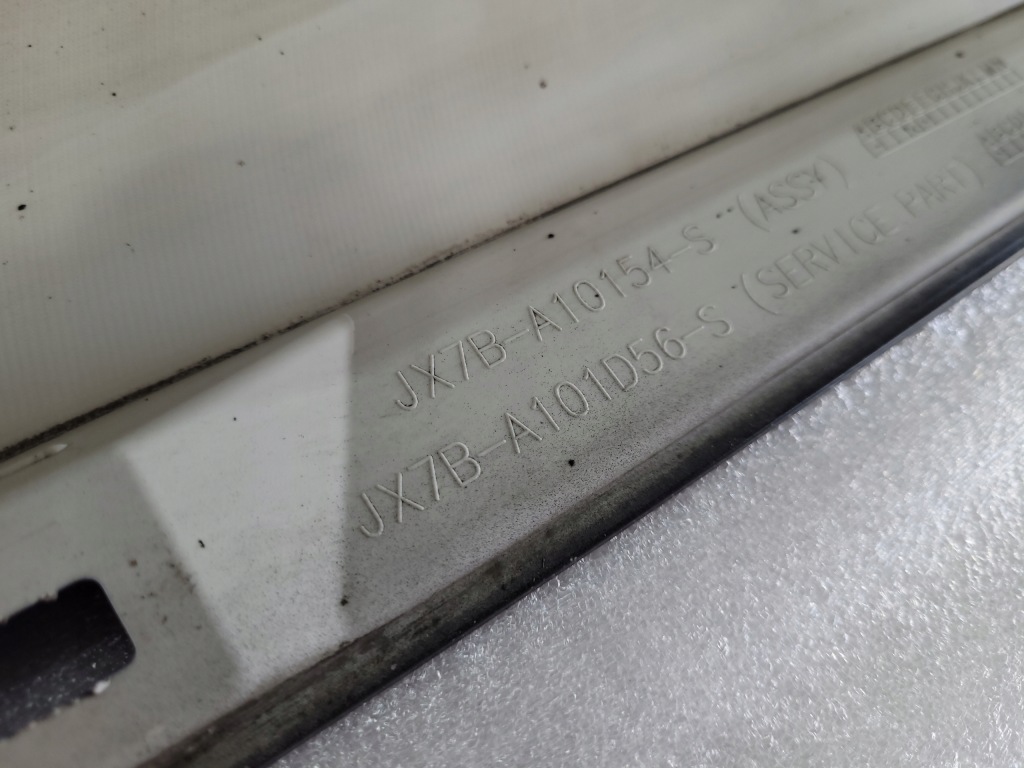 JX7B-A10154-S (ASSY)
JX7B-A101D56-S (SERVICE PART)